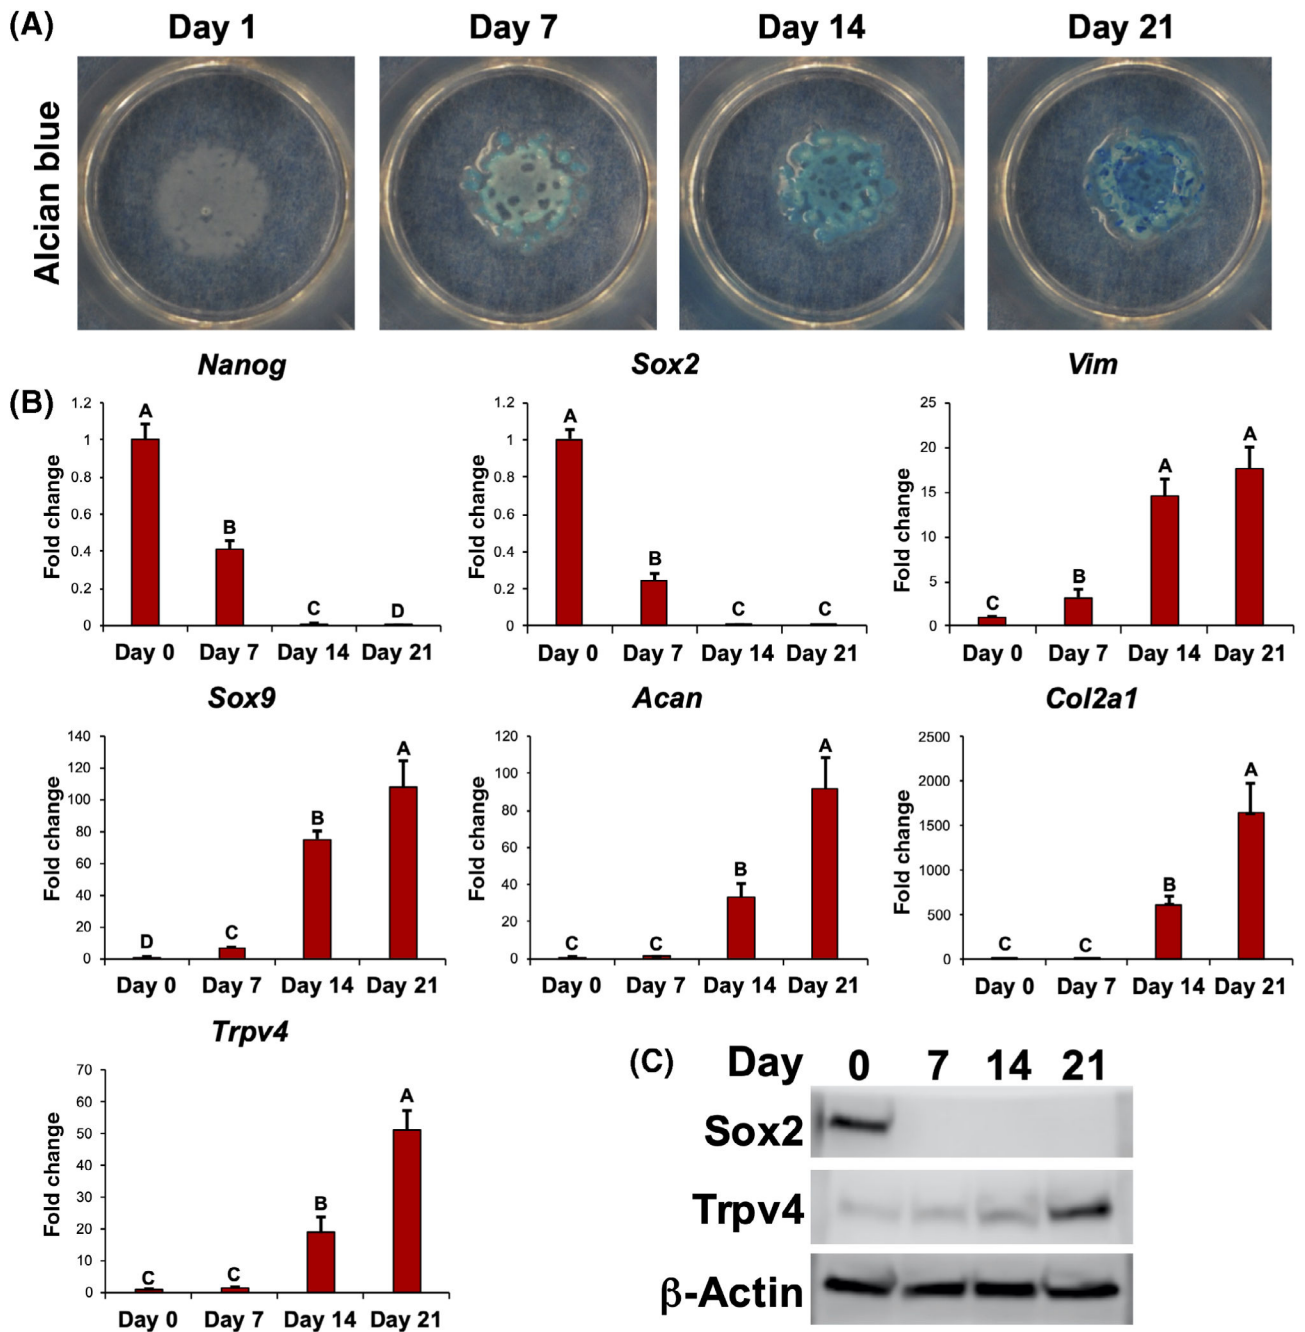 (A) Day 1 Day 7 Day 14 Day 21
Alcian blue
(B)
Nanog
Fold change
1.2
1
0.8
0.6
0.4
0.2
0
A B C D
Day 0 Day 7 Day 14 Day 21
Sox2
Fold change
1.2
1
0.8
0.6
0.4
0.2
0
A B C C
Day 0 Day 7 Day 14 Day 21
Vim
Fold change
25
20
15
10
5
0
C B A A
Day 0 Day 7 Day 14 Day 21
Sox9
Fold change
140
120
100
80
60
40
20
0
D C B A
Day 0 Day 7 Day 14 Day 21
Acan
Fold change
120
100
80
60
40
20
0
C C B A
Day 0 Day 7 Day 14 Day 21
Col2a1
Fold change
2500
2000
1500
1000
500
0
C C B A
Day 0 Day 7 Day 14 Day 21
Trpv4
Fold change
70
60
50
40
30
20
10
0
C C B A
Day 0 Day 7 Day 14 Day 21
(C) Day 0 7 14 21
Sox2
Trpv4
β-Actin